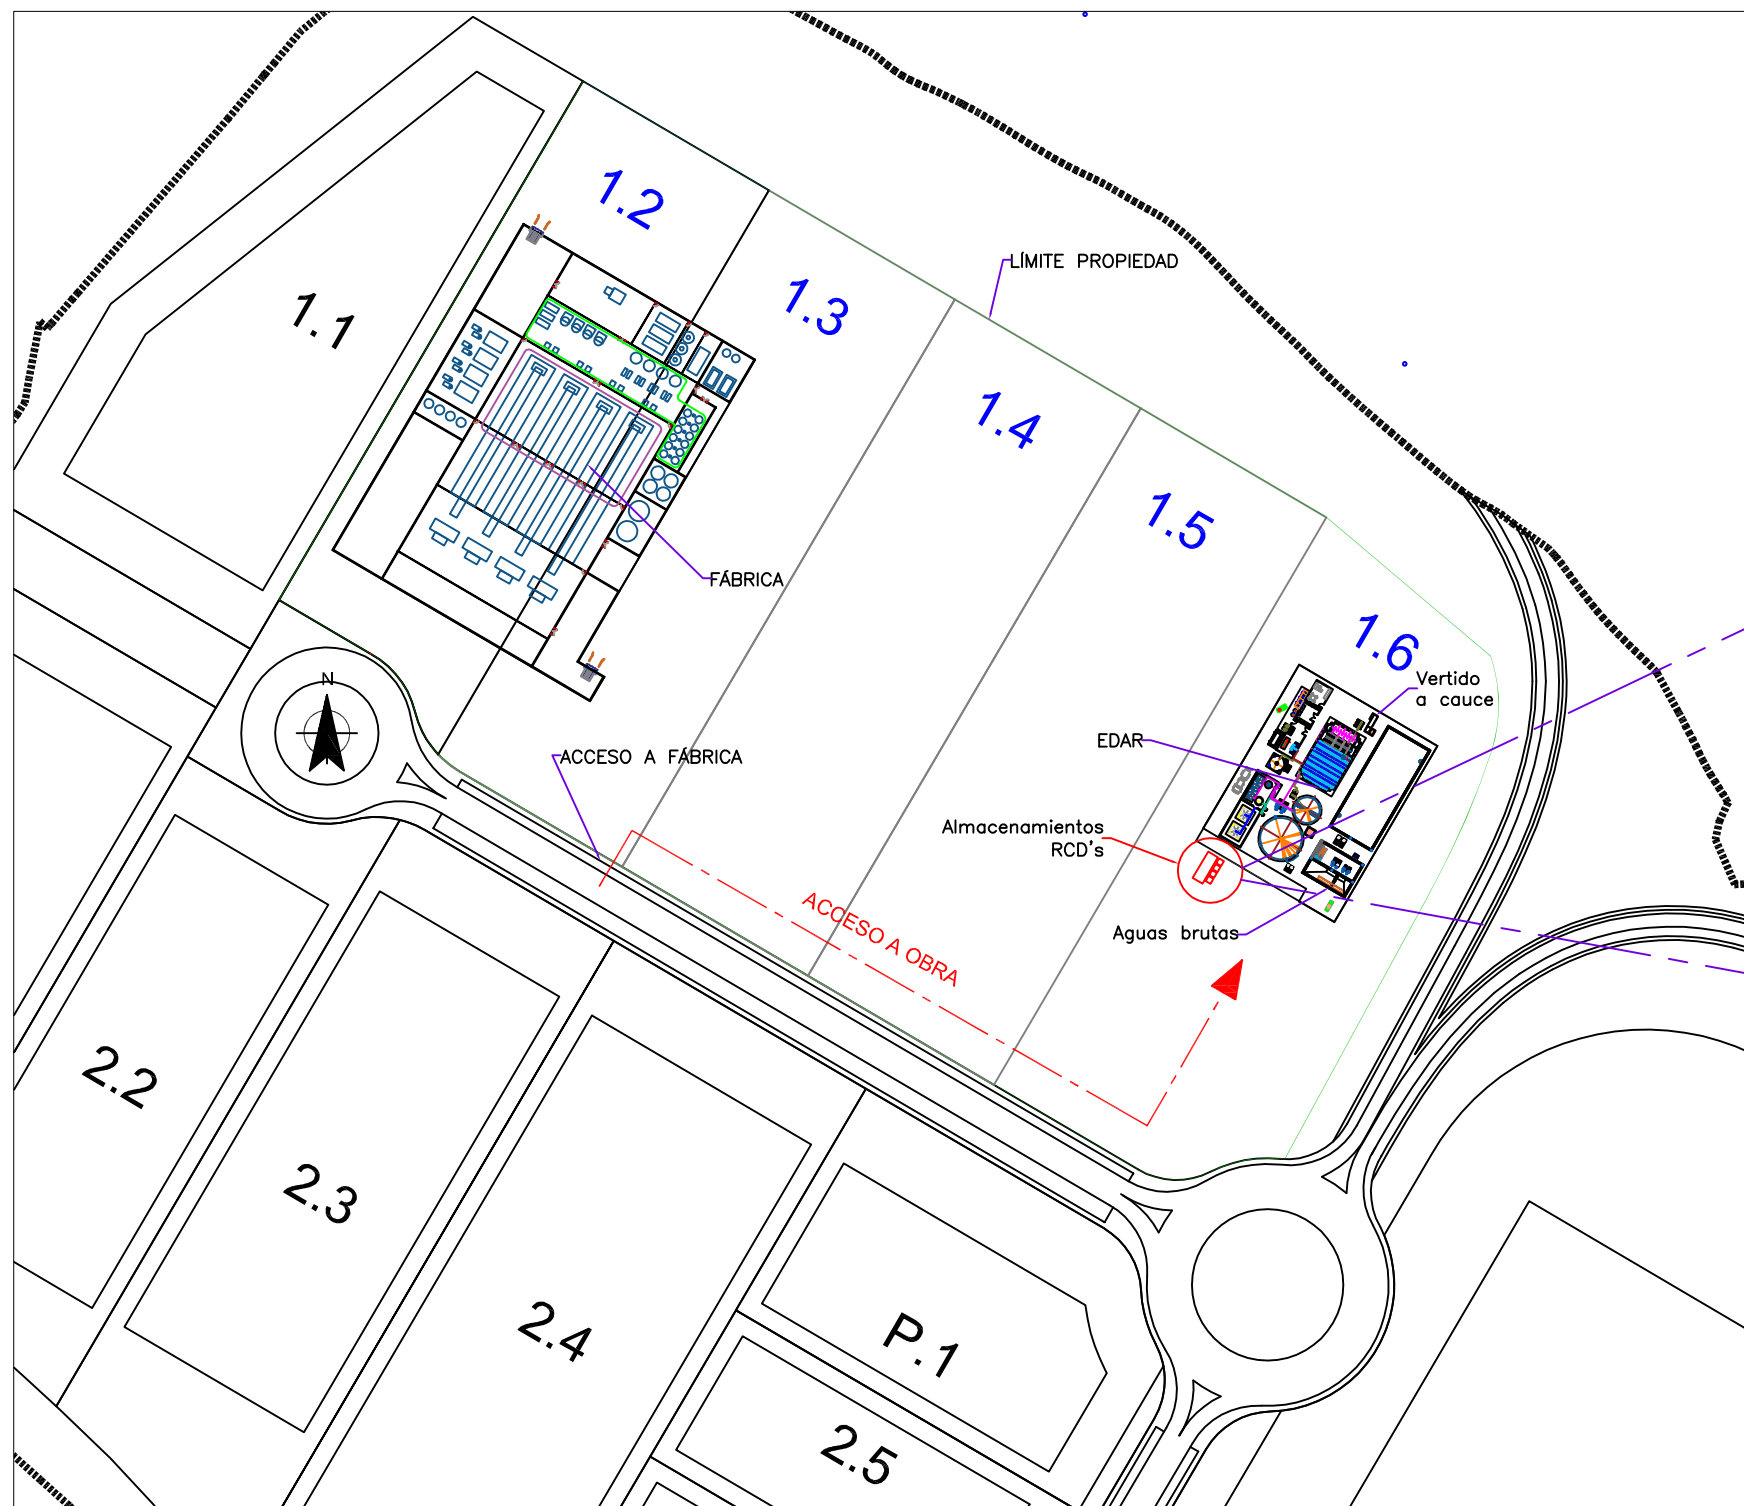 1.2
LÍMITE PROPIEDAD
1.3
1.1
1.4
1.5
FÁBRICA
1.6
N
Vertido
a cauce
EDAR
ACCESO A FÁBRICA
Almacenamientos
RCD's
ACCESO A OBRA
Aguas brutas
2.2
2.3
2.4
P.1
2.5